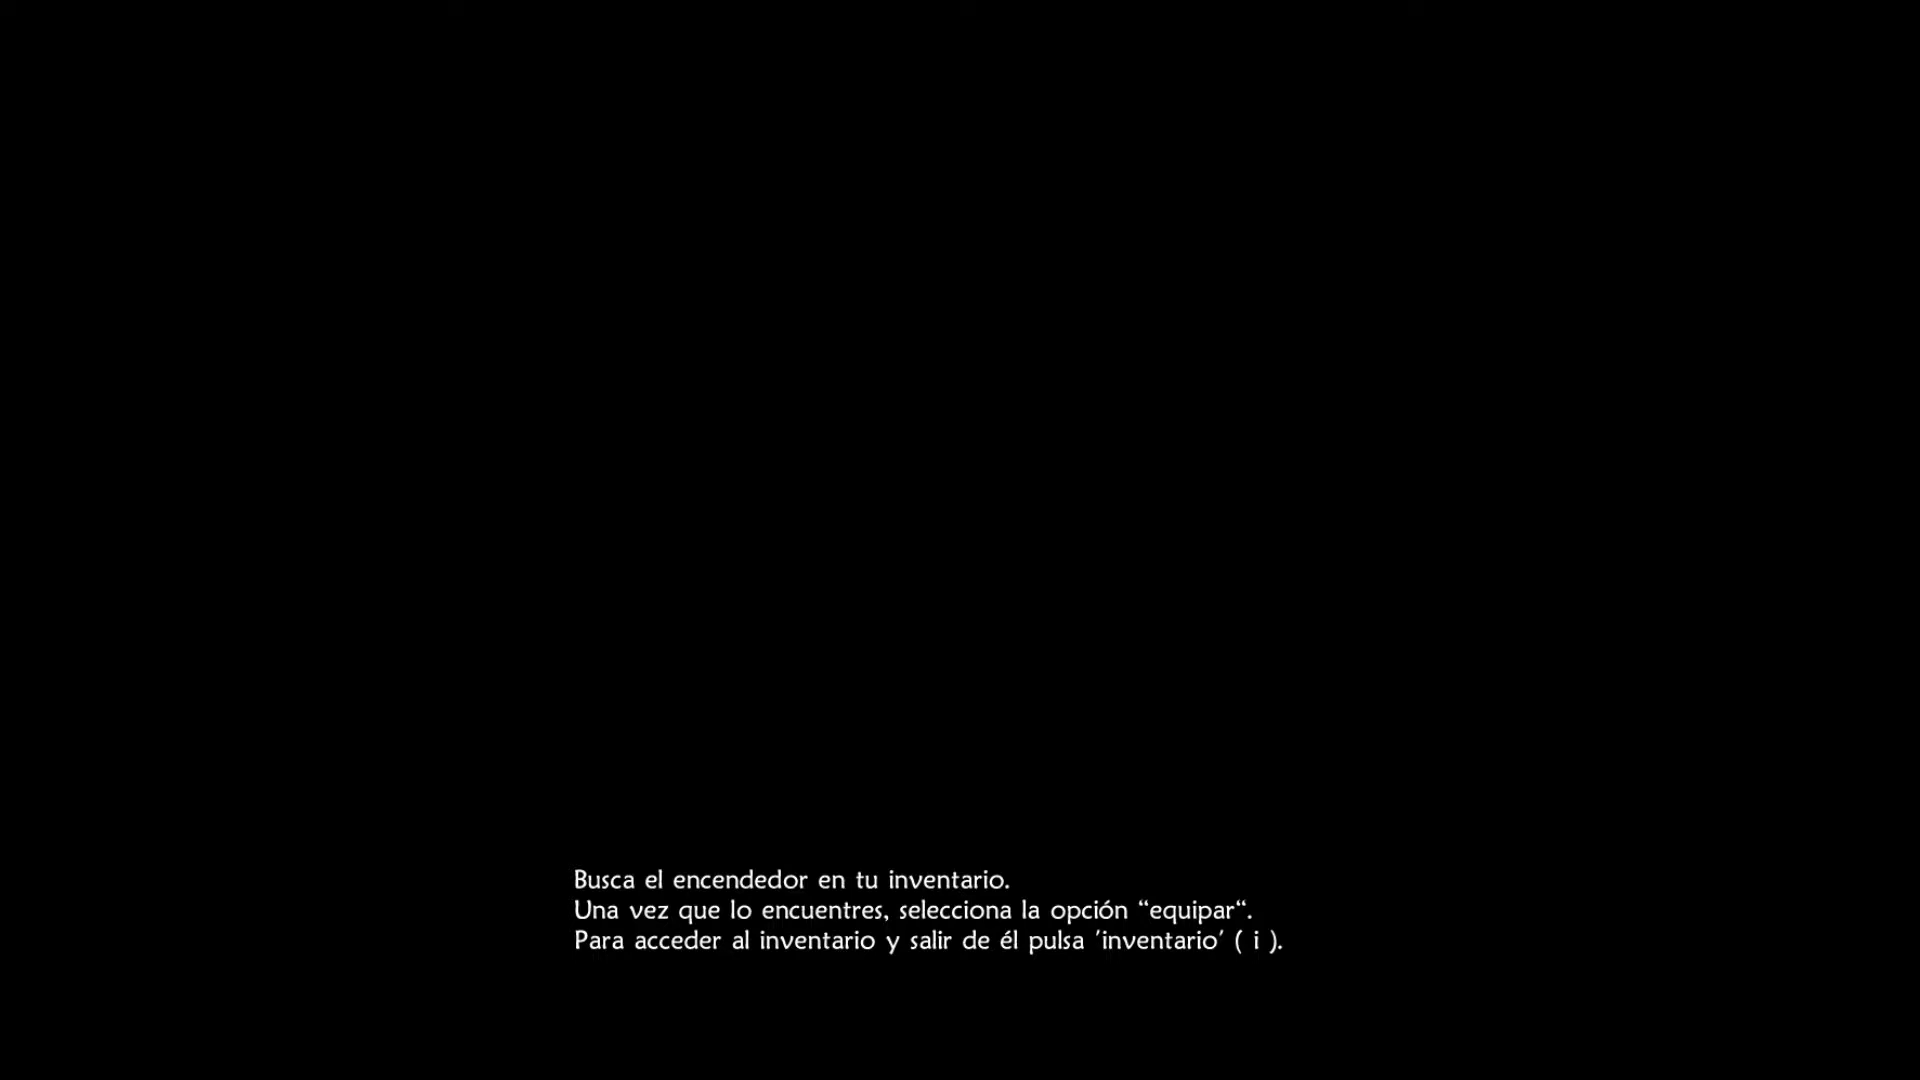 Busca el encendedor en tu inventario.
Una vez que lo encuentres, selecciona la opción “equipar“.
Para acceder al inventario y salir de él pulsa 'inventario' ( i ).